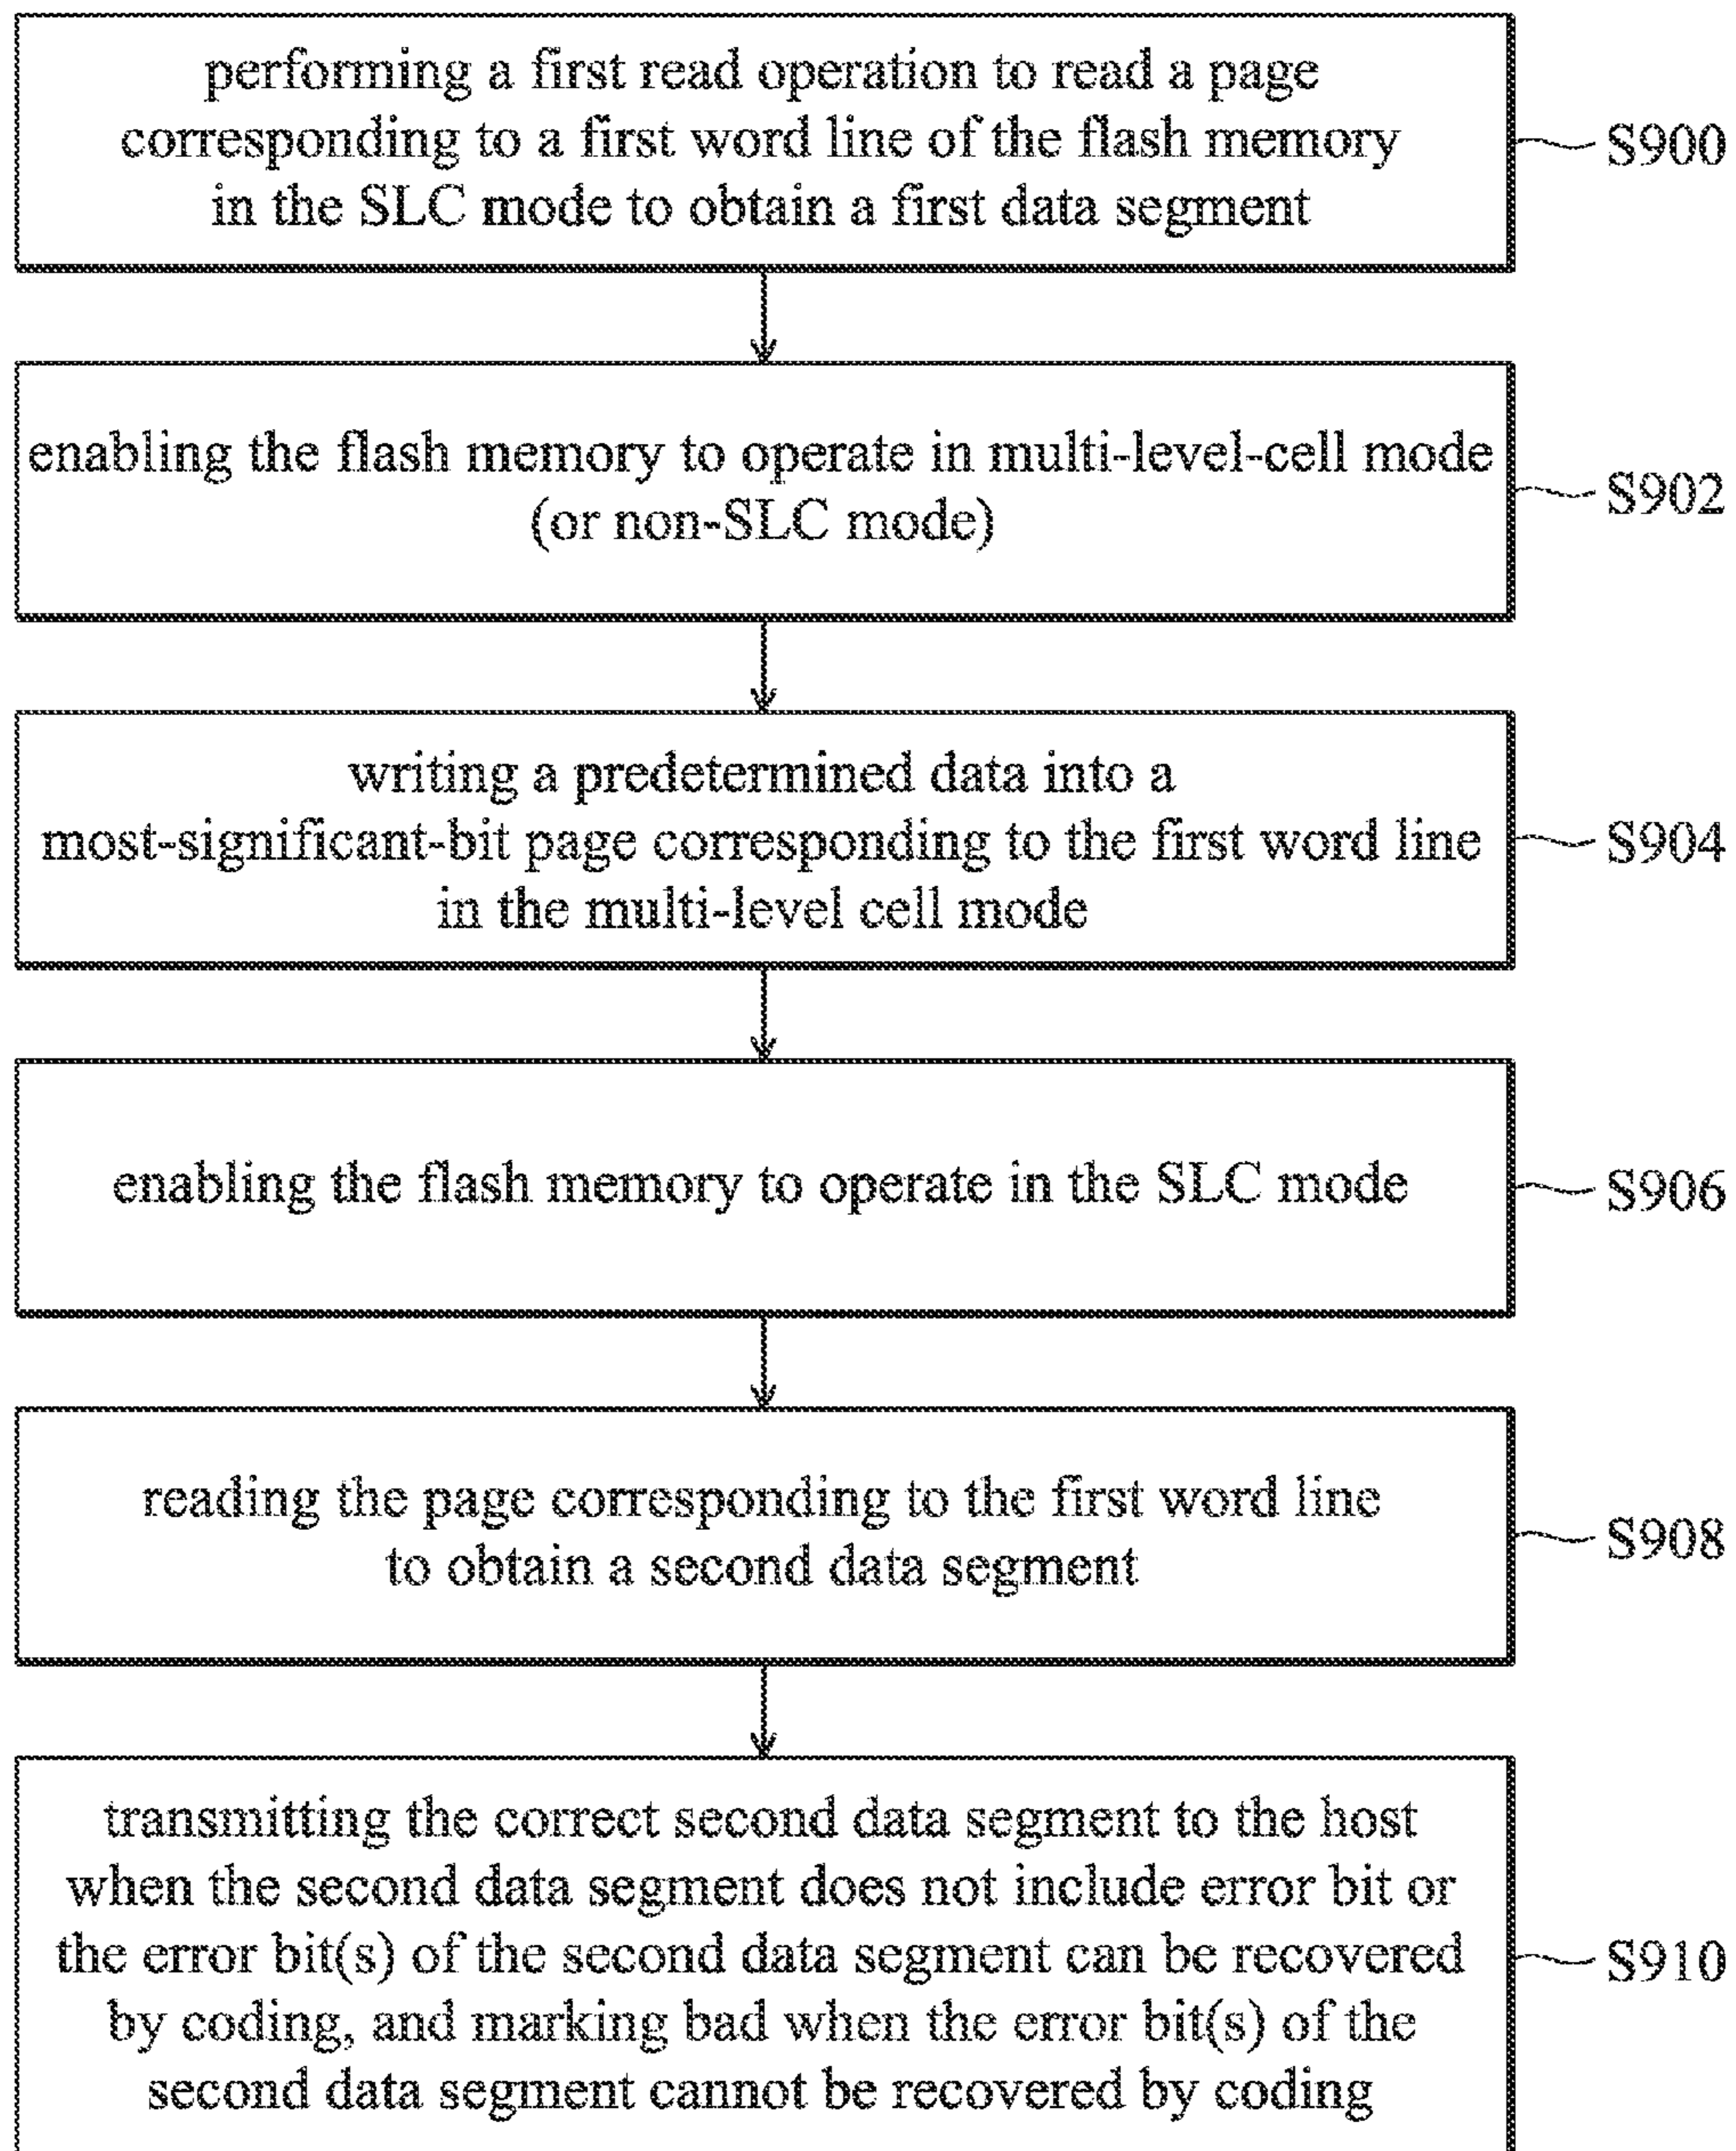 performing a first read operation to read a page
corresponding to a first word line of the flash memory
in the SLC mode to obtain a first data segment
S900
enabling the flash memory to operate in multi-level-cell mode
(or non-SLC mode)
S902
writing a predetermined data into a
most-significant-bit page corresponding to the first word line
in the multi-level cell mode
S904
enabling the flash memory to operate in the SLC mode
S906
reading the page corresponding to the first word line
to obtain a second data segment
S908
transmitting the correct second data segment to the host
when the second data segment does not include error bit or
the error bit(s) of the second data segment can be recovered
by coding, and marking bad when the error bit(s) of the
second data segment cannot be recovered by coding
S910